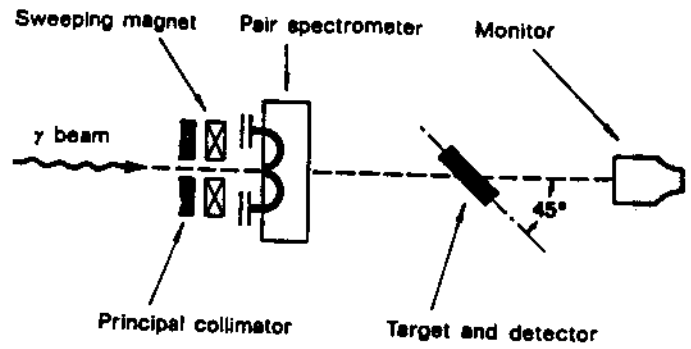 Sweeping magnet
Pair spectrometer
Monitor
γ beam
45°
Principal collimator
Target and detector